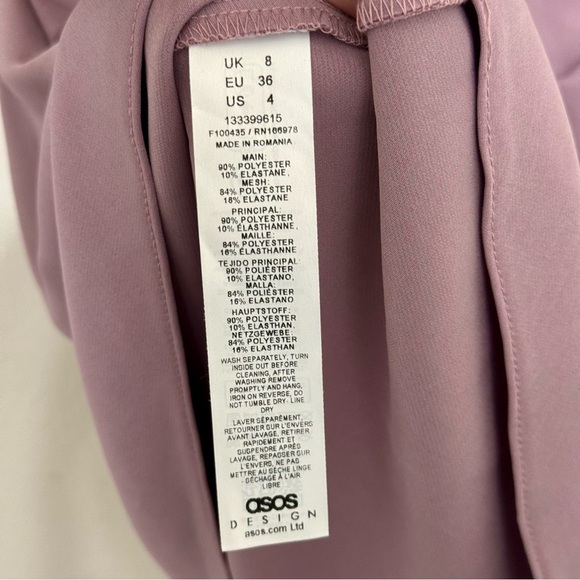 UK 8
EU 36
US 4
133399615
F100435 / RN166978
MADE IN ROMANIA
MAIN:
90% POLYESTER
10% ELASTANE,
MESH:
84% POLYESTER
16% ELASTANE
PRINCIPAL:
90% POLYESTER
10% ÉLASTHANNE,
MAILLE:
84% POLYESTER
16% ÉLASTHANNE
TEJIDO PRINCIPAL:
90% POLIÉSTER
10% ELASTANO,
MALLA:
84% POLIÉSTER
16% ELASTANO
HAUPTSTOFF:
90% POLYESTER
10% ELASTHAN,
NETZGEWEBE:
84% POLYESTER
16% ELASTHAN
WASH SEPARATELY, TURN
INSIDE OUT BEFORE
CLEANING, AFTER
WASHING REMOVE
PROMPTLY AND HANG,
IRON ON REVERSE, DO
NOT TUMBLE DRY- LINE
DRY
LAVER SÉPARÉMENT,
RETOURNER SUR L'ENVERS
AVANT LAVAGE, RETIRER
RAPIDEMENT ET
SUSPENDRE APRÈS
LAVAGE, REPASSER SUR
L'ENVERS, NE PAS
METTRE AU SÈCHE LINGE
- SÉCHAGE À L'AIR
LIBRE
asos
DESIGN
asos.com Ltd